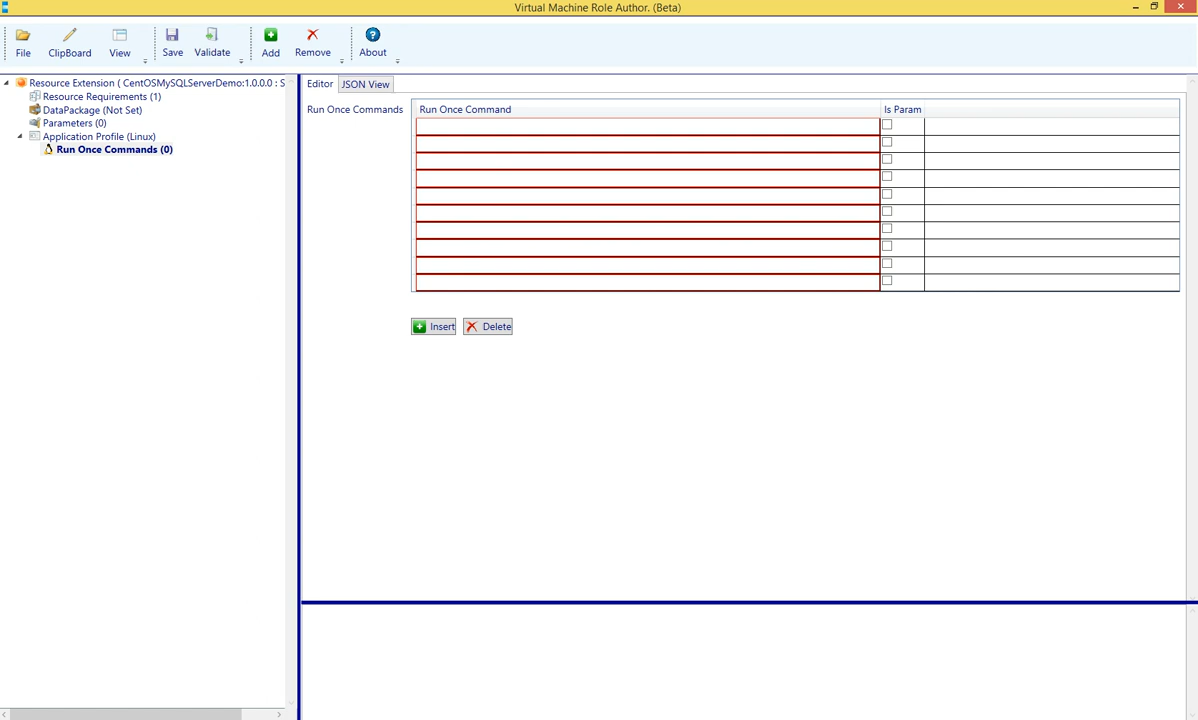 Virtual Machine Role Author. (Beta)
File ClipBoard View Save Validate Add Remove About
Resource Extension ( CentOSMySQLServerDemo:1.0.0.0 : S
Resource Requirements (1)
DataPackage (Not Set)
Parameters (0)
Application Profile (Linux)
Run Once Commands (0)
Editor JSON View
Run Once Commands Run Once Command Is Param
Insert Delete